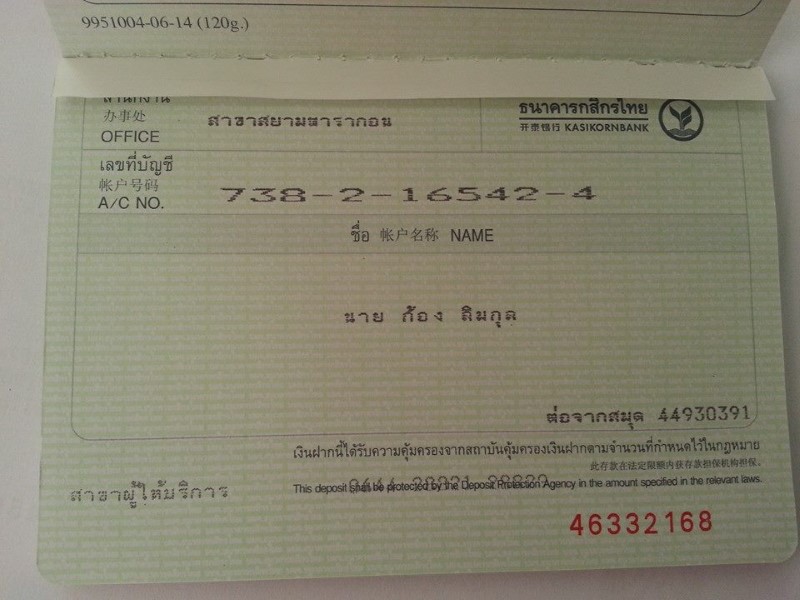 9951004-06-14 (120g.)
สำนักงาน
办事处
OFFICE
สาขาสยามพารากอน
ธนาคารกสิกรไทย
开泰银行 KASIKORNBANK
เลขที่บัญชี
帐户号码
A/C NO.
738-2-16542-4
ชื่อ 帐户名称 NAME
นาย ก้อง ลิมกุล
ต่อจากสมุด 44930391
เงินฝากนี้ได้รับความคุ้มครองจากสถาบันคุ้มครองเงินฝากตามจำนวนที่กำหนดไว้ในกฎหมาย
此存款在法定限额内获存款担保机构担保。
สาขาผู้ให้บริการ
This deposit shall be protected by the Deposit Protection Agency in the amount specified in the relevant laws.
46332168